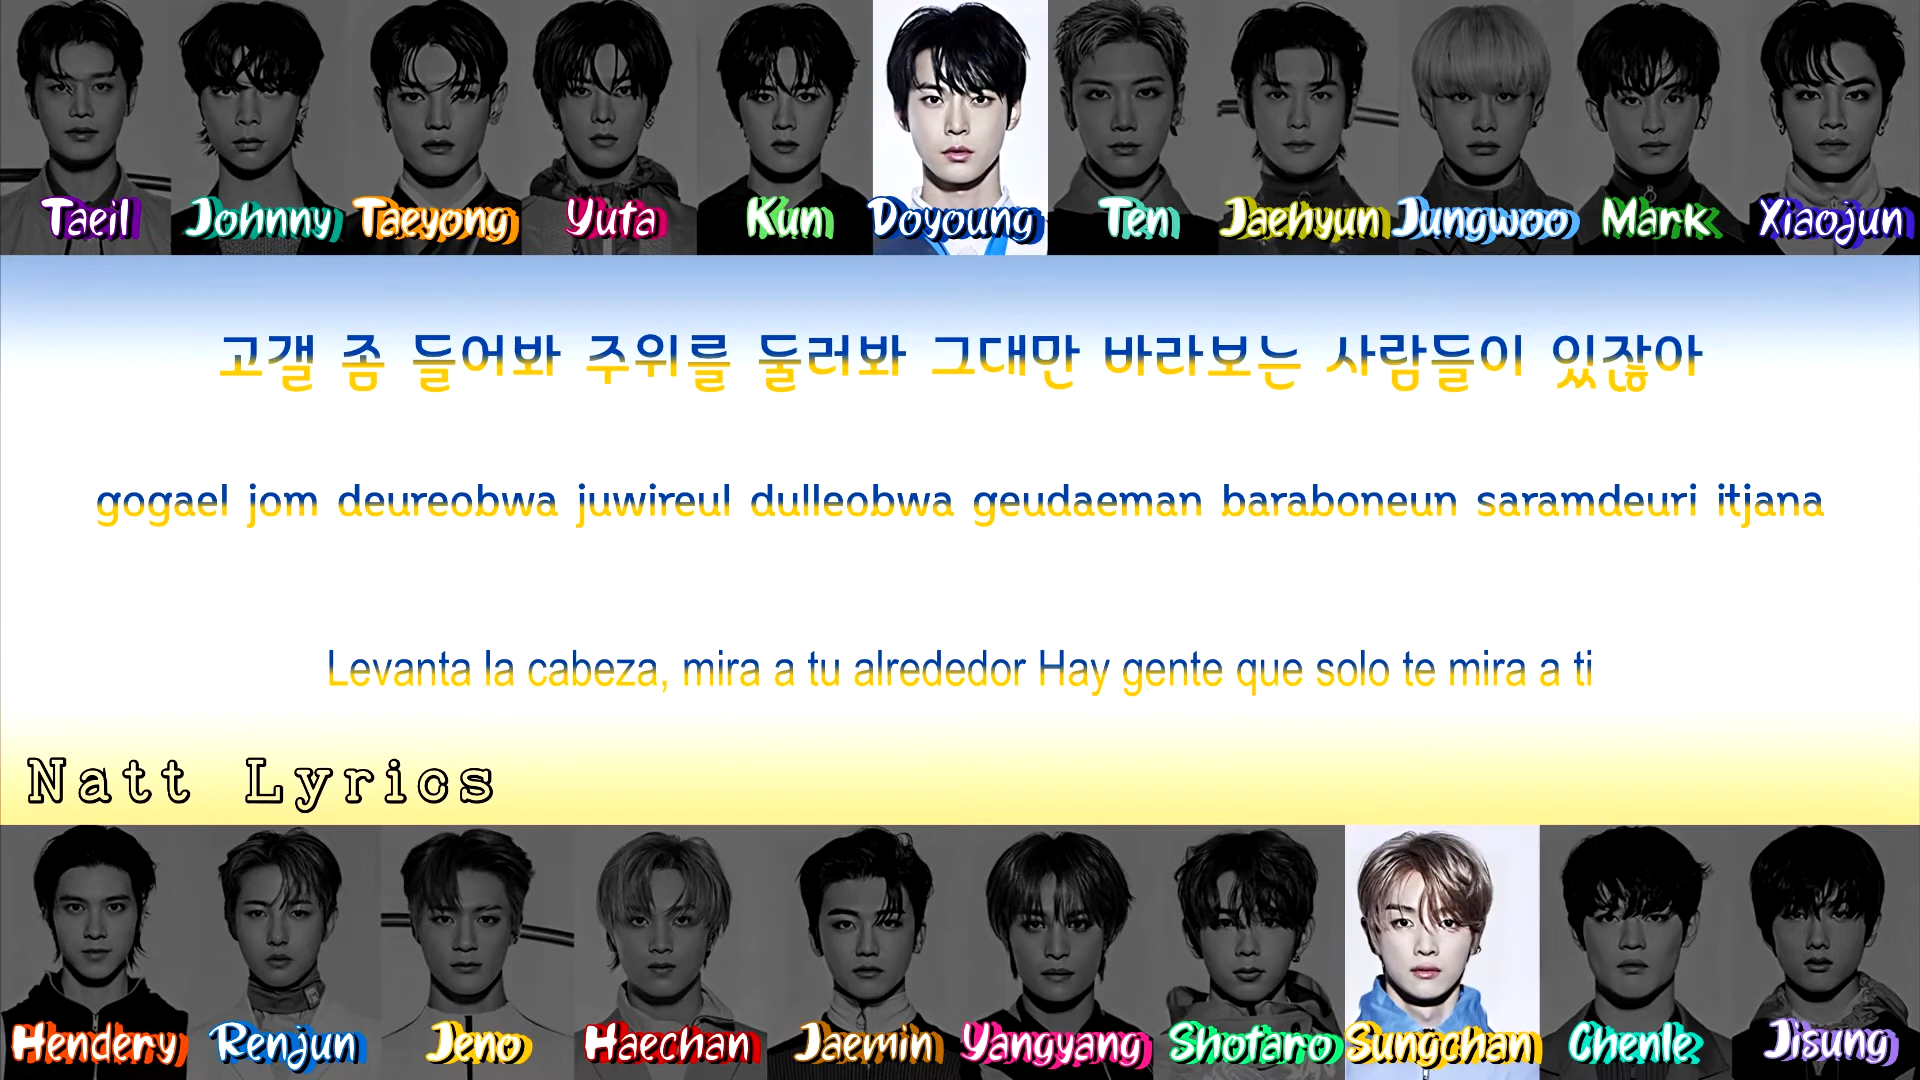 Taeil Johnny Taeyong Yuta Kun Doyoung Ten Jaehyun Jungwoo Mark Xiaojun
고갤 좀 들어봐 주위를 둘러봐 그대만 바라보는 사람들이 있잖아
gogael jom deureobwa juwireul dulleobwa geudaeman baraboneun saramdeuri itjana
Levanta la cabeza, mira a tu alrededor Hay gente que solo te mira a ti
Natt Lyrics
Hendery Renjun Jeno Haechan Jaemin Yangyang Shotaro Sungchan Chenle Jisung